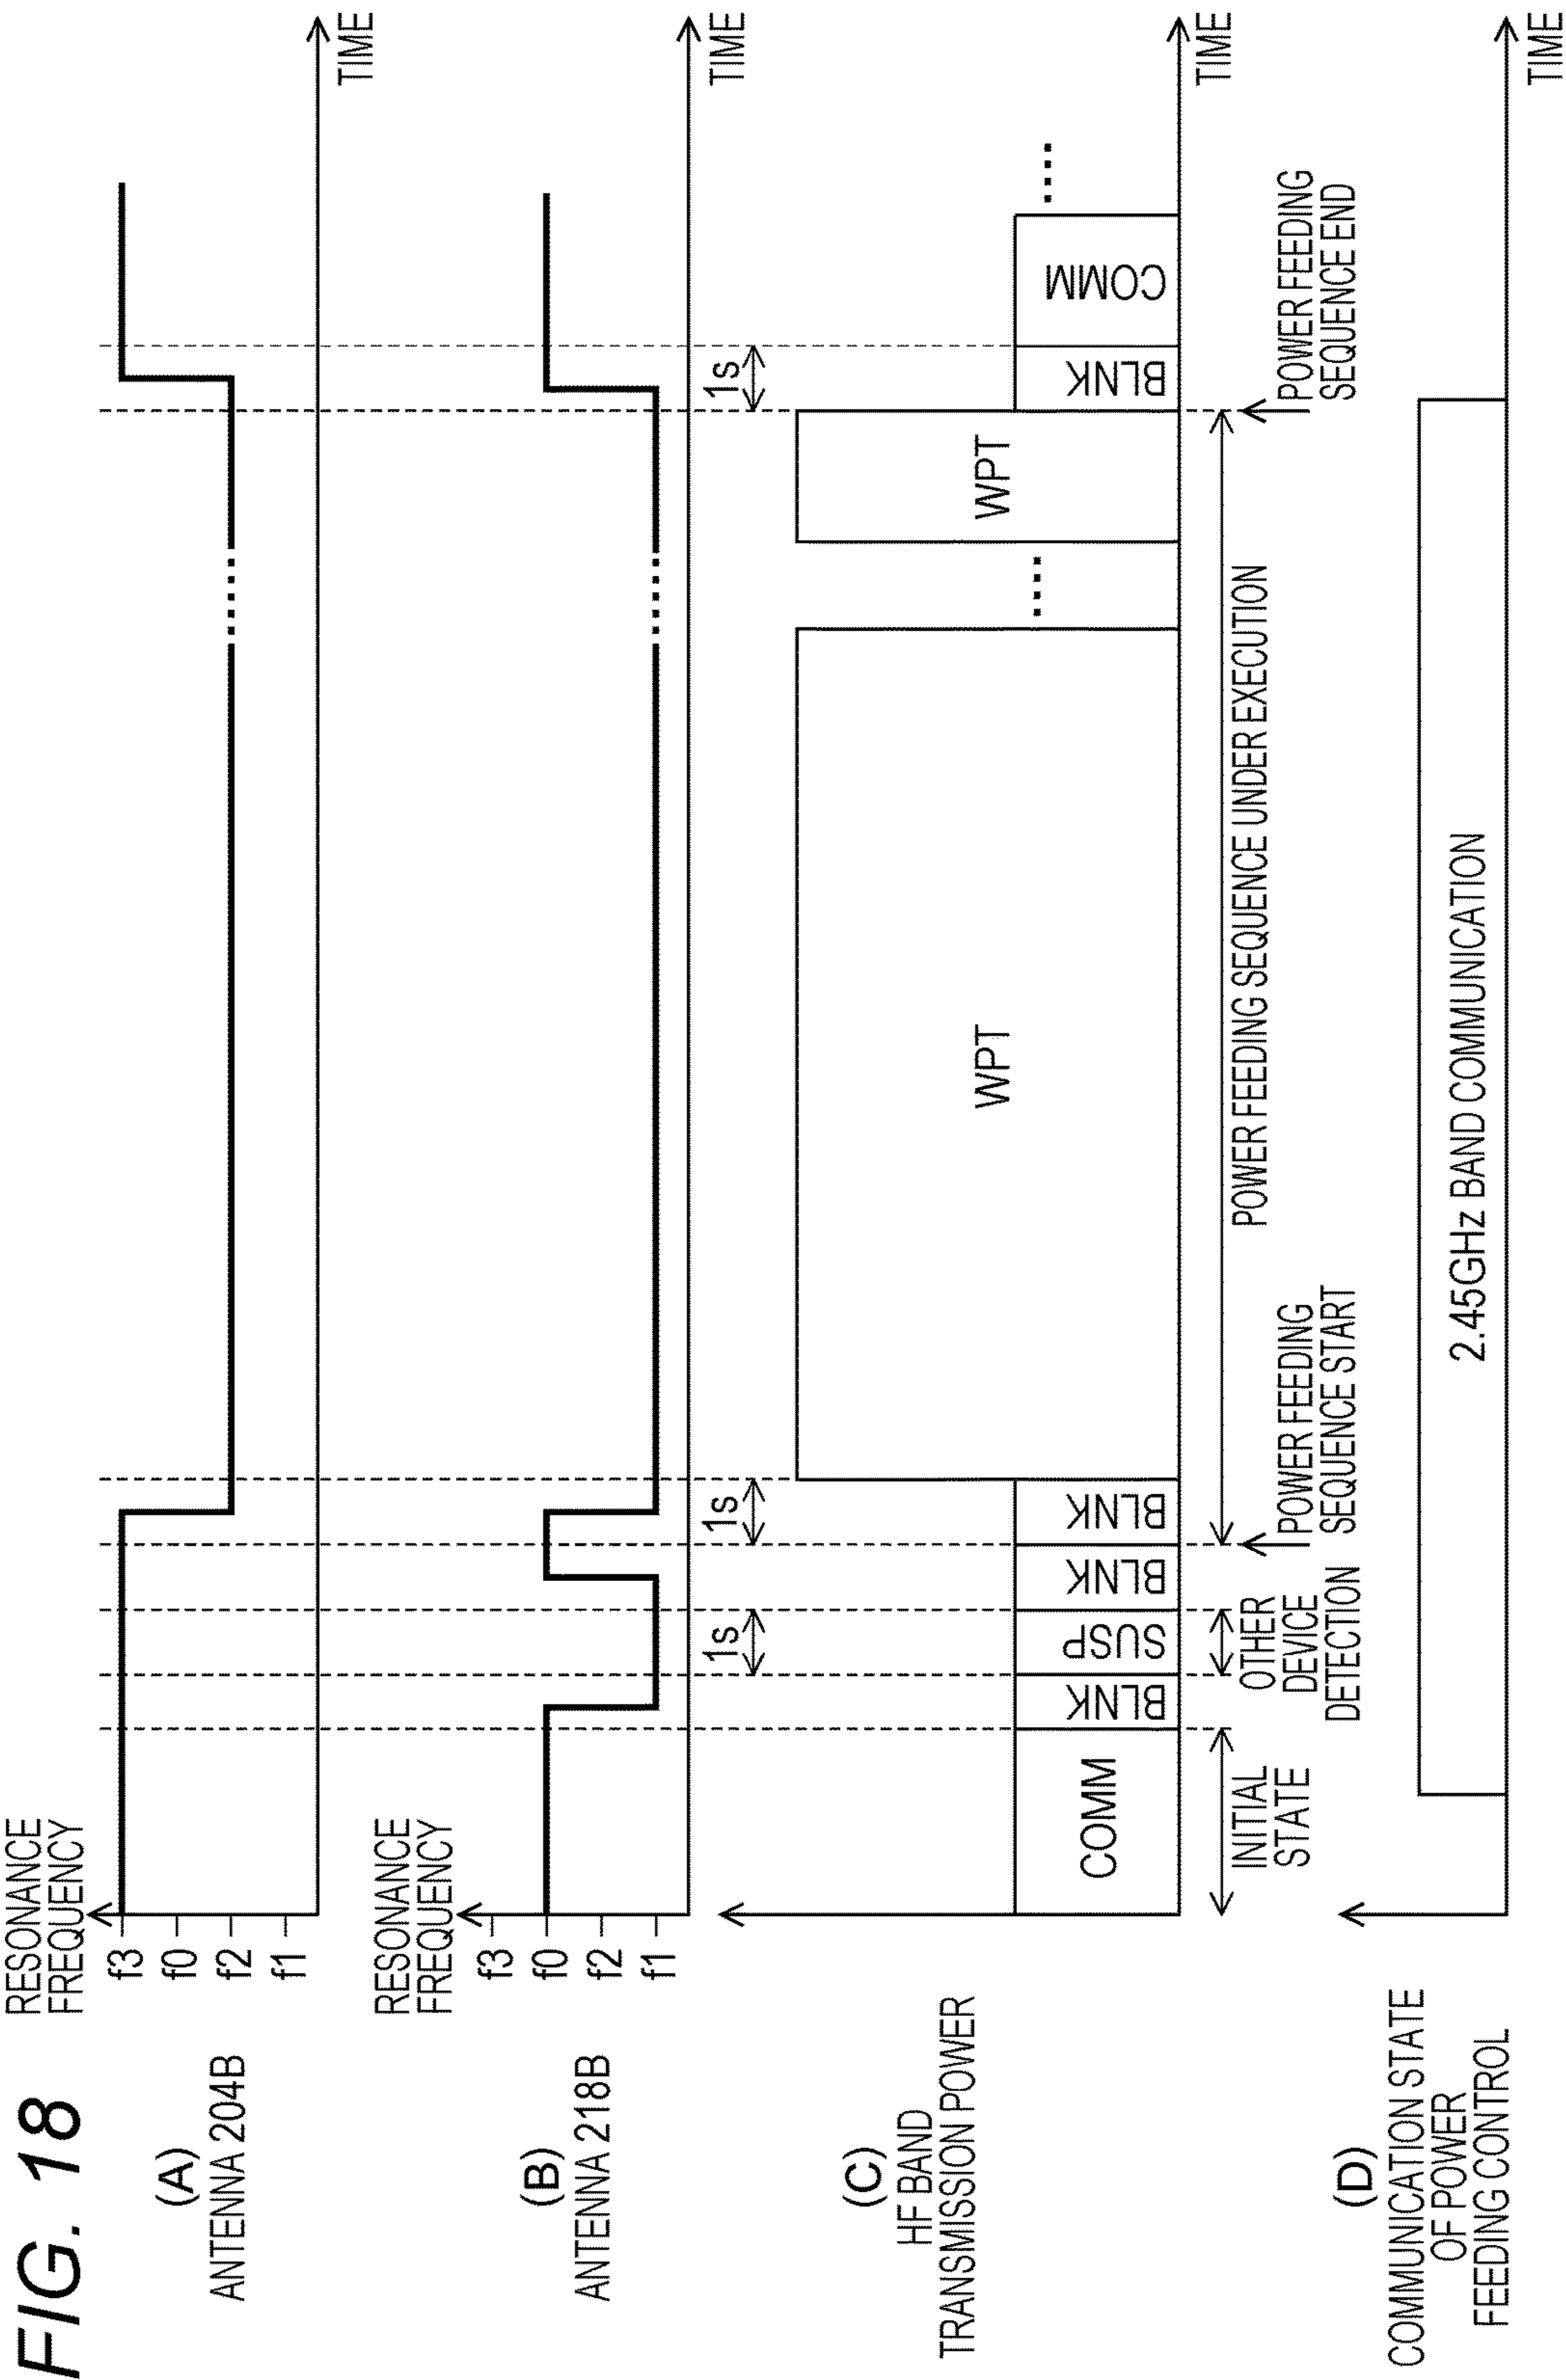 FIG. 18
(A)
ANTENNA 204B
RESONANCE
FREQUENCY
f3
f0
f2
f1
TIME
(B)
ANTENNA 218B
RESONANCE
FREQUENCY
f3
f0
f2
f1
TIME
(C)
HF BAND
TRANSMISSION POWER
1s
1s
1s
COMM
BLNK
SUSP
BLNK
BLNK
WPT
WPT
BLNK
COMM
TIME
INITIAL
STATE
OTHER
DEVICE
DETECTION
POWER FEEDING
SEQUENCE START
POWER FEEDING SEQUENCE UNDER EXECUTION
POWER FEEDING
SEQUENCE END
(D)
COMMUNICATION STATE
OF POWER
FEEDING CONTROL
2.45GHz BAND COMMUNICATION
TIME